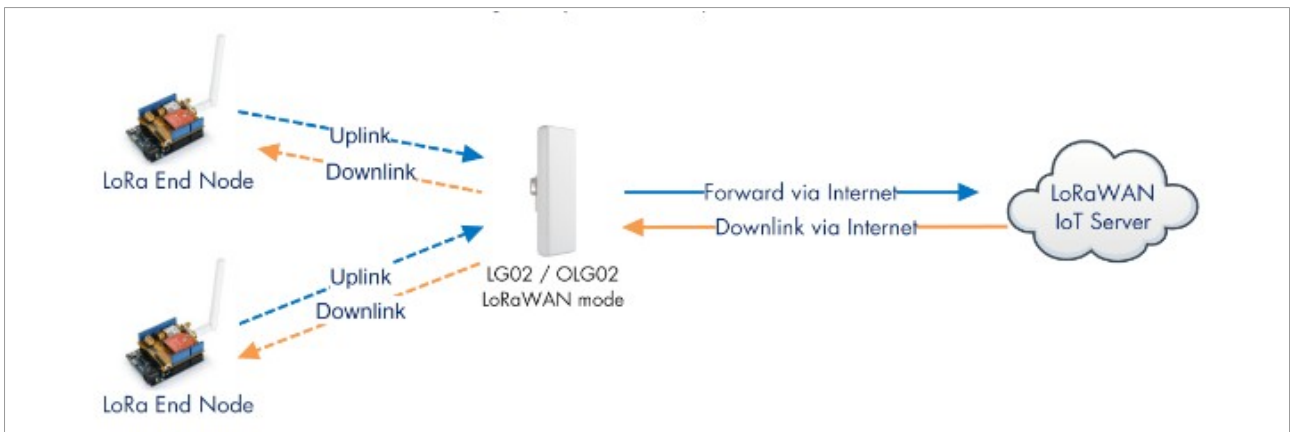 Uplink
Downlink
LoRa End Node
Forward via Internet
Downlink via Internet
LoRaWAN
IoT Server
LG02 / OLG02
LoRaWAN mode
Uplink
Downlink
LoRa End Node